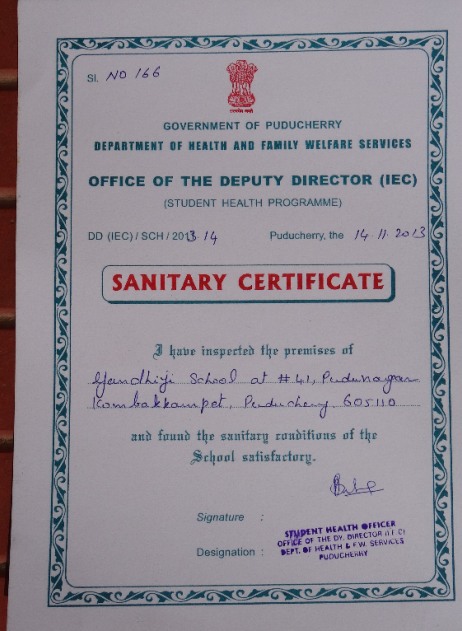 Sl. NO 166
GOVERNMENT OF PUDUCHERRY
DEPARTMENT OF HEALTH AND FAMILY WELFARE SERVICES
OFFICE OF THE DEPUTY DIRECTOR (IEC)
(STUDENT HEALTH PROGRAMME)
DD (IEC) / SCH / 2013-14 Puducherry, the 14.11.2013
SANITARY CERTIFICATE
I have inspected the premises of
Gandhiji School at #41, Pudunagar
Kombakkampet, Puducherry 605110
and found the sanitary conditions of the
School satisfactory.
Signature :
Designation :
STUDENT HEALTH OFFICER
OFFICE OF THE DY. DIRECTOR (I.E.C)
DEPT. OF HEALTH & F.W. SERVICES
PUDUCHERRY